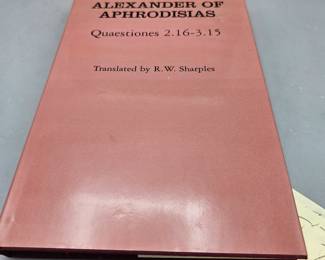 ALEXANDER OF
APHRODISIAS
Quaestiones 2.16-3.15
Translated by R.W. Sharples